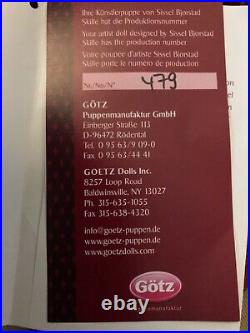 Ihre Künstlerpuppe von Sissel Bjørstad
Skille hat die Produktionsnummer
Your artist doll designed by Sissel Bjørstad
Skille has the production number
Votre poupée d'artiste Sissel Bjørstad
Skille porte le numéro de production
Nr./No/N° 479
GÖTZ
Puppenmanufaktur GmbH
Einberger Straße 113
D-96472 Rödental
Tel 0 95 63/9 09-0
Fax 0 95 63/44 41
GOETZ Dolls Inc.
8257 Loop Road
Baldwinsville, NY 13027
Ph 315-635-1055
Fax 315-638-4320
info@goetz-puppen.de
www.goetz-puppen.de
www.goetzdolls.com
Götz